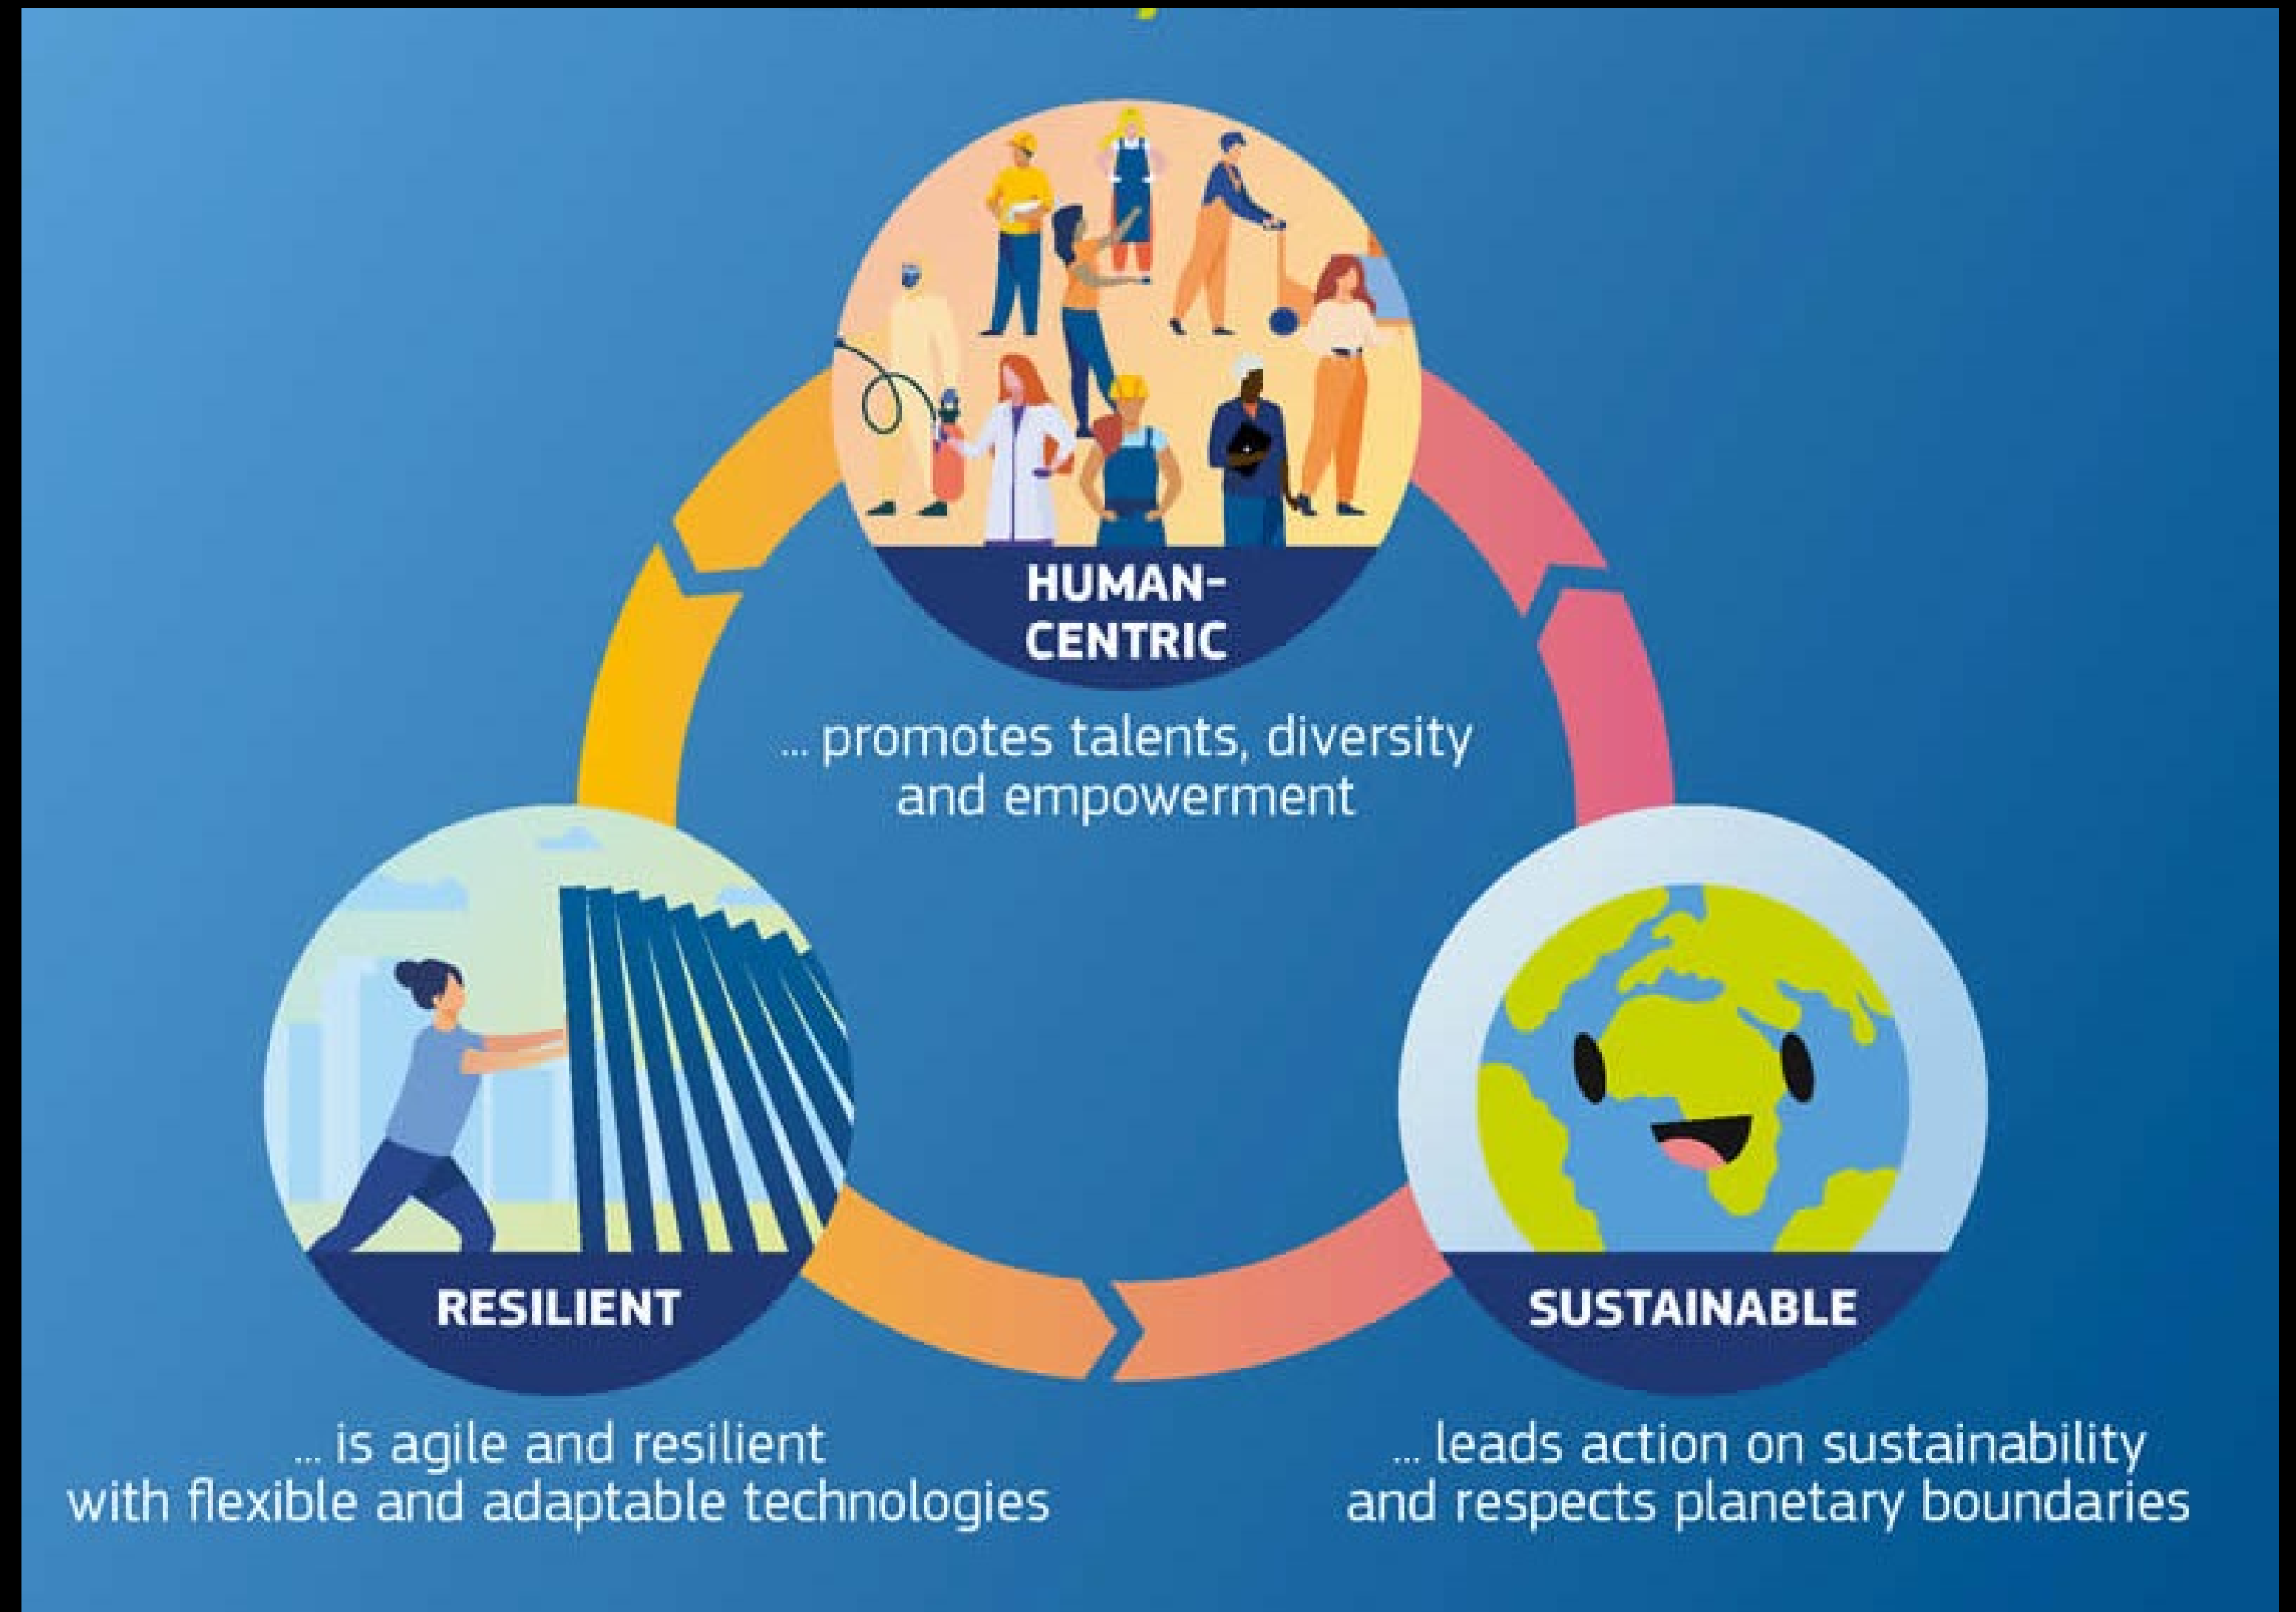 HUMAN-
CENTRIC
... promotes talents, diversity
and empowerment
RESILIENT
... is agile and resilient
with flexible and adaptable technologies
SUSTAINABLE
... leads action on sustainability
and respects planetary boundaries